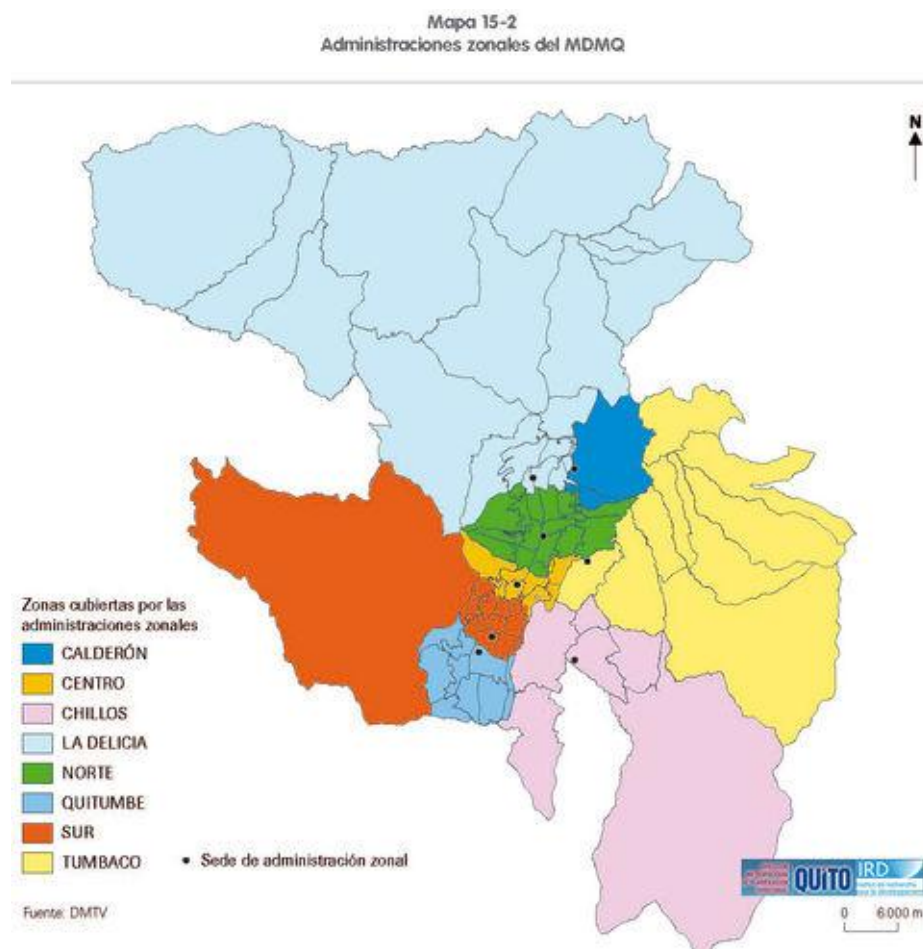 Mapa 15-2
Administraciones zonales del MDMQ
N
Zonas cubiertas por las
administraciones zonales
CALDERÓN
CENTRO
CHILLOS
LA DELICIA
NORTE
QUITUMBE
SUR
TUMBACO
• Sede de administración zonal
Fuente: DMTV
QUITO
IRD
0 6000 m